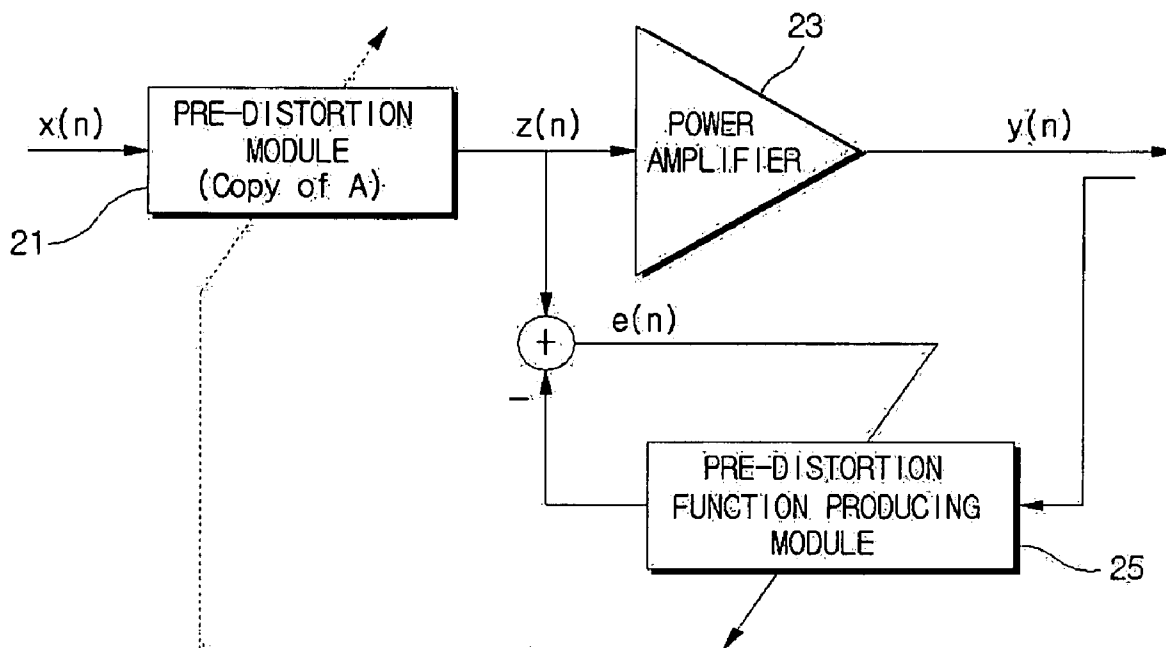 23
x(n)
PRE-DISTORTION
MODULE
(Copy of A)
z(n)
POWER
AMPLIFIER
y(n)
21
e(n)
+
−
PRE-DISTORTION
FUNCTION PRODUCING
MODULE
25